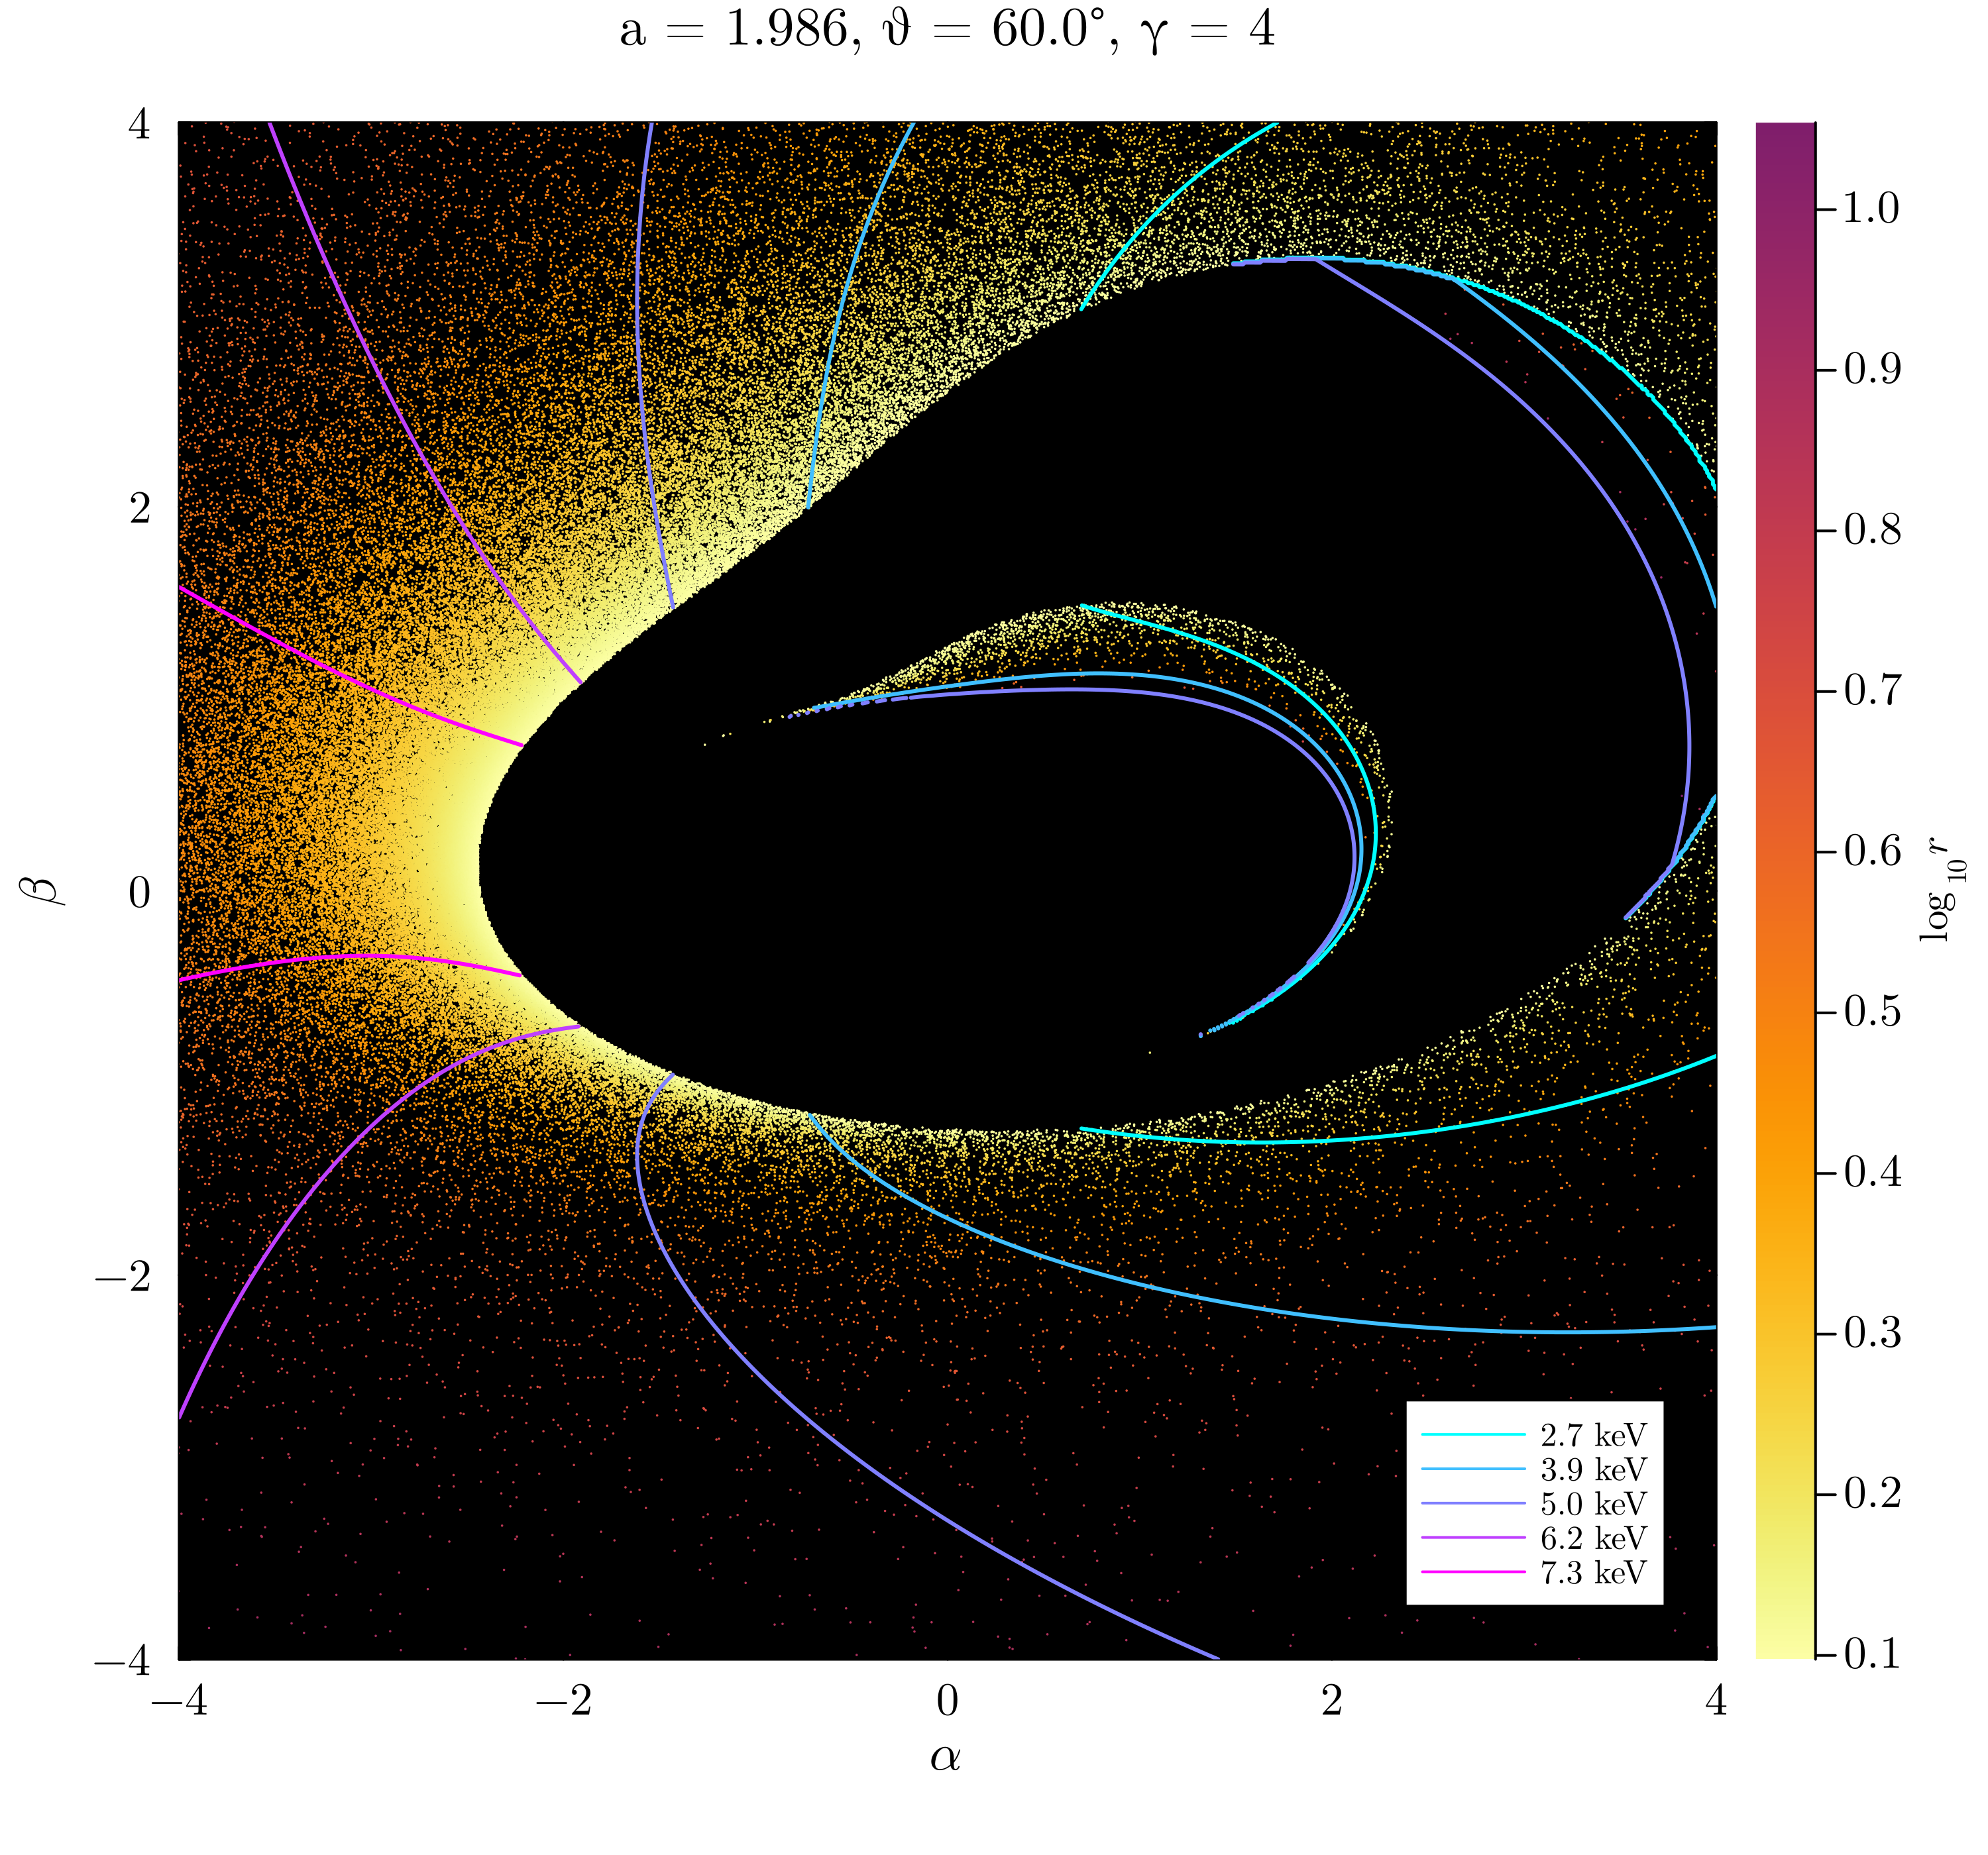 a = 1.986, ϑ = 60.0°, γ = 4
4
2
0
−2
−4
β
−4 −2 0 2 4
α
2.7 keV
3.9 keV
5.0 keV
6.2 keV
7.3 keV
1.0
0.9
0.8
0.7
0.6
0.5
0.4
0.3
0.2
0.1
log₁₀ r